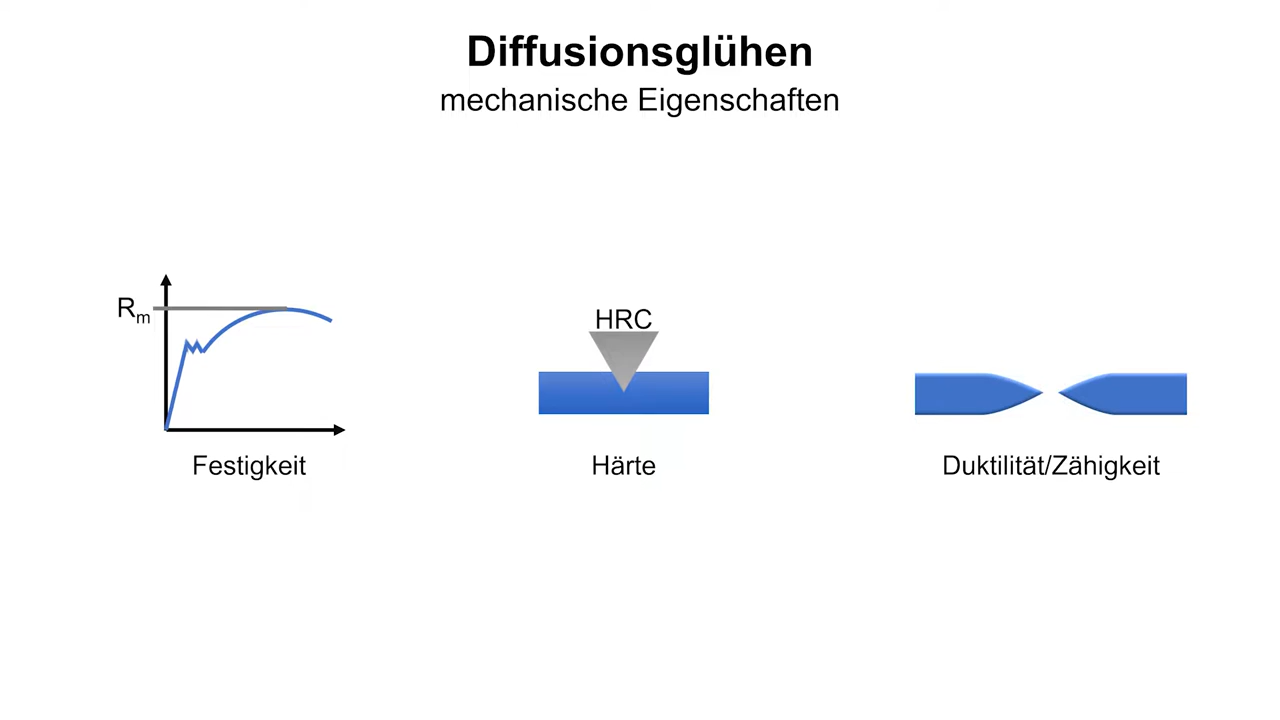 Diffusionsglühen
mechanische Eigenschaften
Rm
Festigkeit
HRC
Härte
Duktilität/Zähigkeit